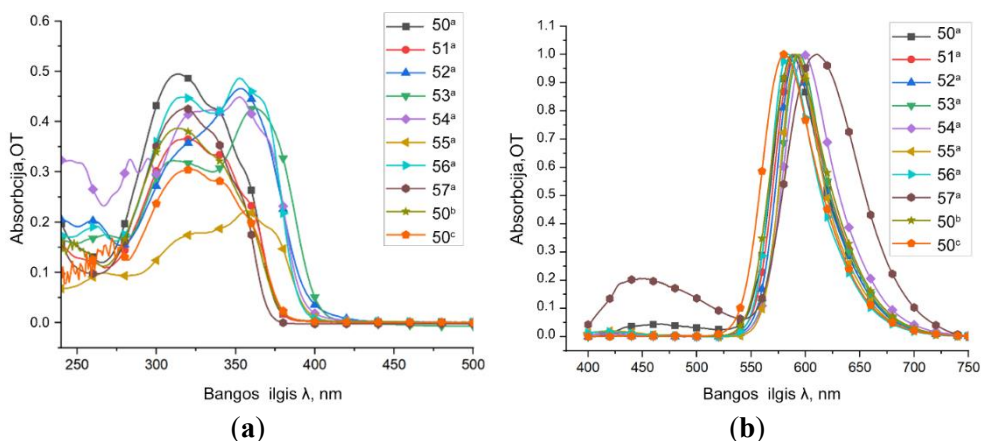 0.6
0.5
0.4
0.3
0.2
0.1
0.0
250 300 350 400 450 500
Absorbcija,OT
Bangos ilgis λ, nm
50ᵃ
51ᵃ
52ᵃ
53ᵃ
54ᵃ
55ᵃ
56ᵃ
57ᵃ
50ᵇ
50ᶜ
(a)
1.0
0.9
0.8
0.7
0.6
0.5
0.4
0.3
0.2
0.1
0.0
400 450 500 550 600 650 700 750
Absorbcija,OT
Bangos ilgis λ, nm
50ᵃ
51ᵃ
52ᵃ
53ᵃ
54ᵃ
55ᵃ
56ᵃ
57ᵃ
50ᵇ
50ᶜ
(b)